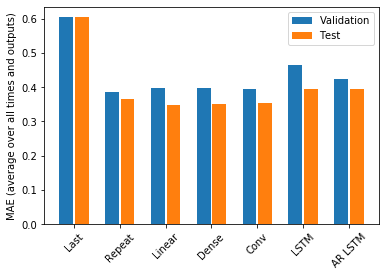 MAE (average over all times and outputs)
0.6
0.5
0.4
0.3
0.2
0.1
0.0
Validation
Test
Last
Repeat
Linear
Dense
Conv
LSTM
AR LSTM